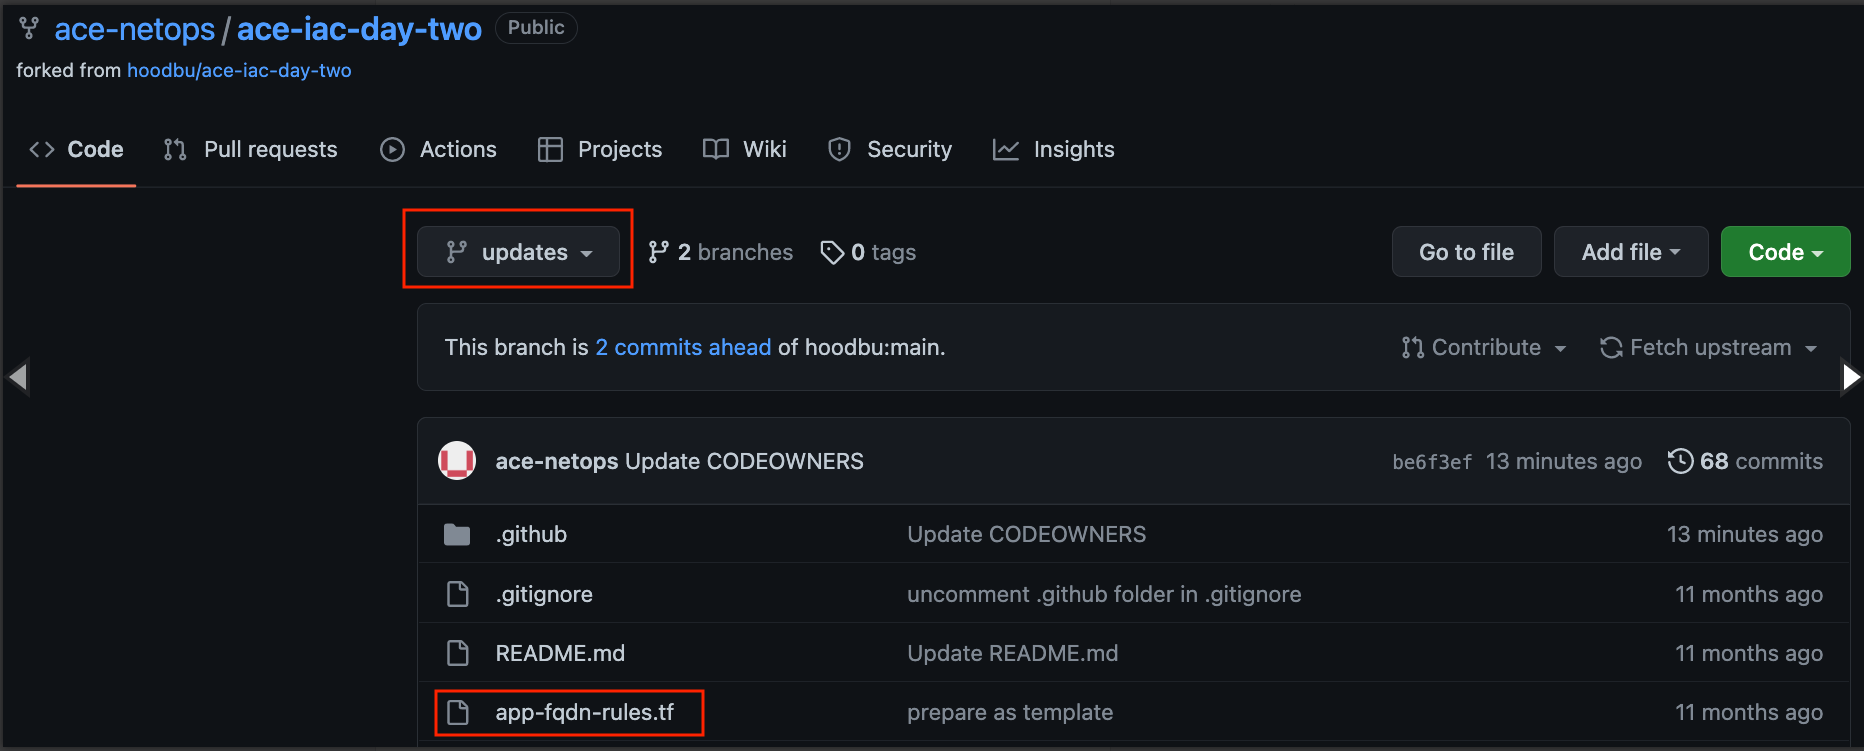 ace-netops / ace-iac-day-two Public
forked from hoodbu/ace-iac-day-two
Code Pull requests Actions Projects Wiki Security Insights
updates 2 branches 0 tags Go to file Add file Code
This branch is 2 commits ahead of hoodbu:main. Contribute Fetch upstream
ace-netops Update CODEOWNERS be6f3ef 13 minutes ago 68 commits
.github Update CODEOWNERS 13 minutes ago
.gitignore uncomment .github folder in .gitignore 11 months ago
README.md Update README.md 11 months ago
app-fqdn-rules.tf prepare as template 11 months ago